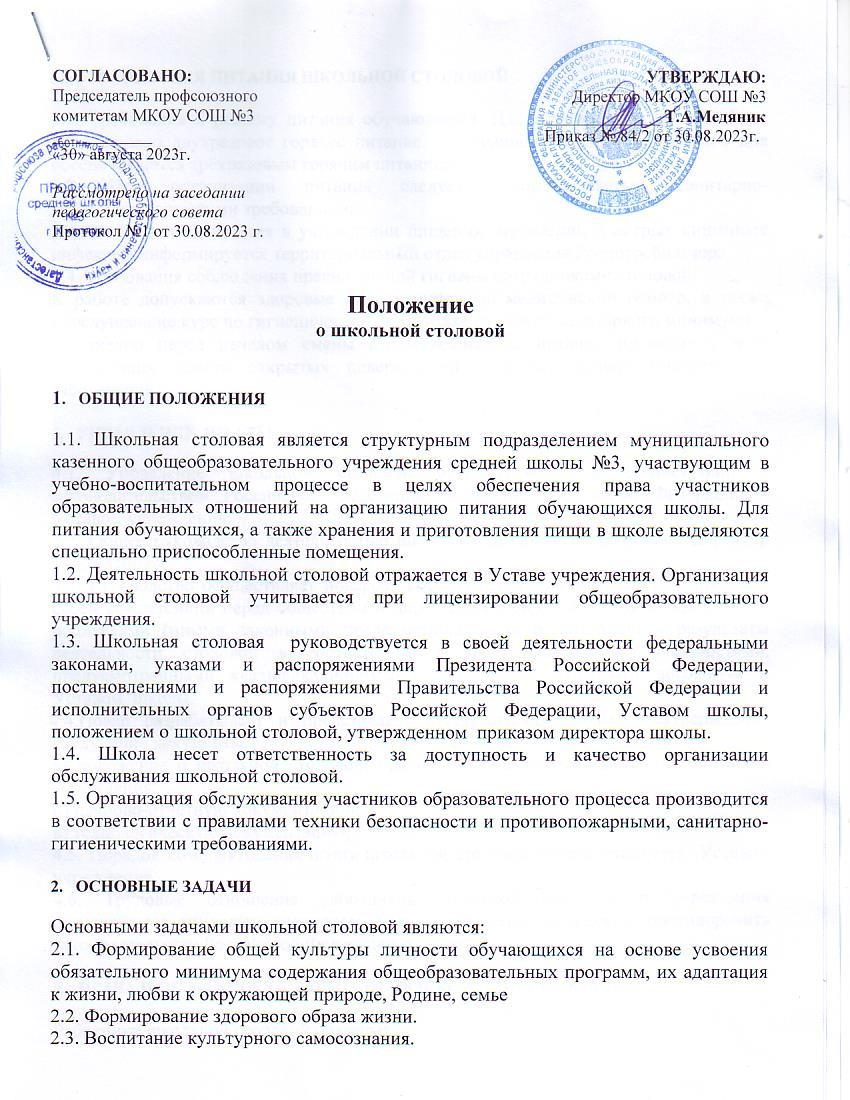 СОГЛАСОВАНО:
Председатель профсоюзного
комитетам МКОУ СОШ №3
«30» августа 2023г.
Рассмотрено на заседании
педагогического совета
Протокол №1 от 30.08.2023 г.
УТВЕРЖДАЮ:
Директор МКОУ СОШ №3
Т.А.Медяник
Приказ № 84/2 от 30.08.2023г.
ПРОФКОМ
средней школы
№3
Положение
о школьной столовой
1. ОБЩИЕ ПОЛОЖЕНИЯ
1.1. Школьная столовая является структурным подразделением муниципального
казенного общеобразовательного учреждения средней школы №3, участвующим в
учебно-воспитательном процессе в целях обеспечения права участников
образовательных отношений на организацию питания обучающихся школы. Для
питания обучающихся, а также хранения и приготовления пищи в школе выделяются
специально приспособленные помещения.
1.2. Деятельность школьной столовой отражается в Уставе учреждения. Организация
школьной столовой учитывается при лицензировании общеобразовательного
учреждения.
1.3. Школьная столовая руководствуется в своей деятельности федеральными
законами, указами и распоряжениями Президента Российской Федерации,
постановлениями и распоряжениями Правительства Российской Федерации и
исполнительных органов субъектов Российской Федерации, Уставом школы,
положением о школьной столовой, утвержденном приказом директора школы.
1.4. Школа несет ответственность за доступность и качество организации
обслуживания школьной столовой.
1.5. Организация обслуживания участников образовательного процесса производится
в соответствии с правилами техники безопасности и противопожарными, санитарно-
гигиеническими требованиями.
2. ОСНОВНЫЕ ЗАДАЧИ
Основными задачами школьной столовой являются:
2.1. Формирование общей культуры личности обучающихся на основе усвоения
обязательного минимума содержания общеобразовательных программ, их адаптация
к жизни, любви к окружающей природе, Родине, семье
2.2. Формирование здорового образа жизни.
2.3. Воспитание культурного самосознания.